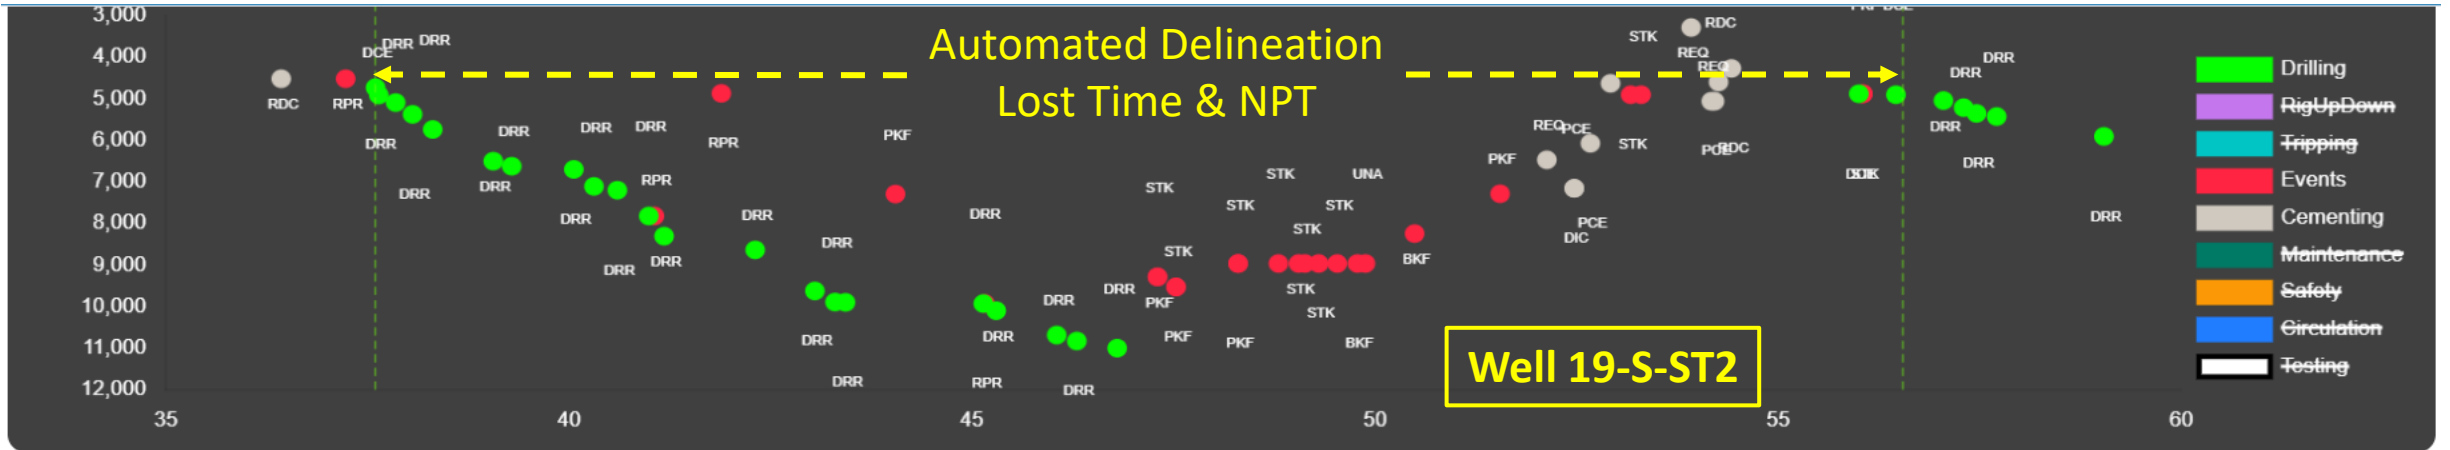 3,000
4,000
5,000
6,000
7,000
8,000
9,000
10,000
11,000
12,000
35
40
45
50
55
60
Automated Delineation
Lost Time & NPT
Well 19-S-ST2
Drilling
RigUpDown
Tripping
Events
Cementing
Maintenance
Safety
Circulation
Testing
RDC
RPR
DCE
DRR
DRR
DRR
DRR
DRR
DRR
DRR
DRR
DRR
DRR
RPR
DRR
RPR
DRR
DRR
DRR
DRR
PKF
DRR
DRR
RPR
DRR
DRR
DRR
STK
STK
PKF
PKF
STK
PKF
STK
STK
STK
STK
STK
UNA
BKF
BKF
PKF
REQ
PCE
PCE
DIC
STK
STK
RDC
REQ
REQ
PCE
RDC
STK
DRR
DRR
DRR
DRR
DRR